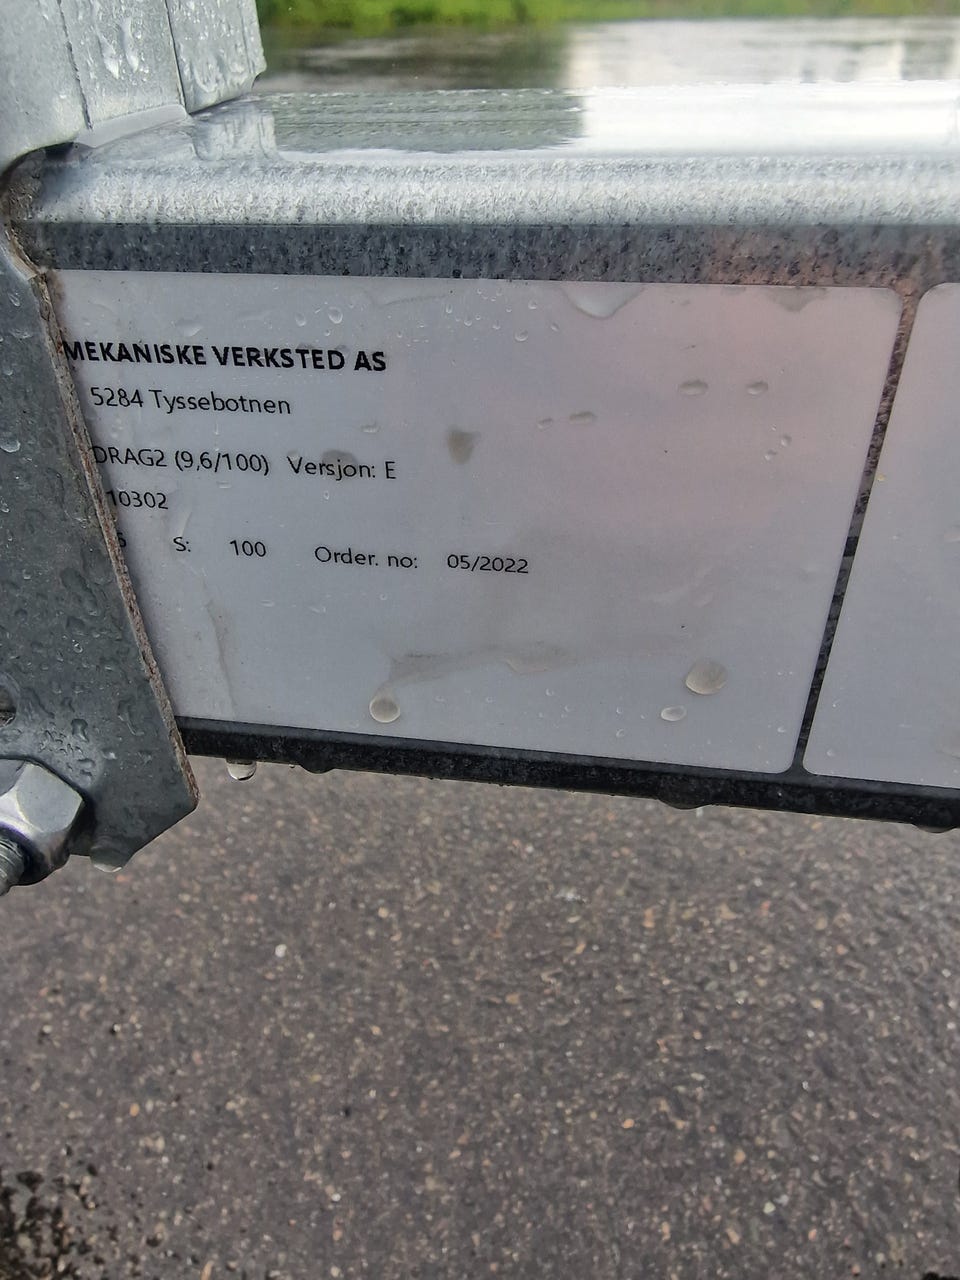 MEKANISKE VERKSTED AS
5284 Tyssebotnen
DRAG2 (9,6/100) Versjon: E
10302
S: 100 Order. no: 05/2022